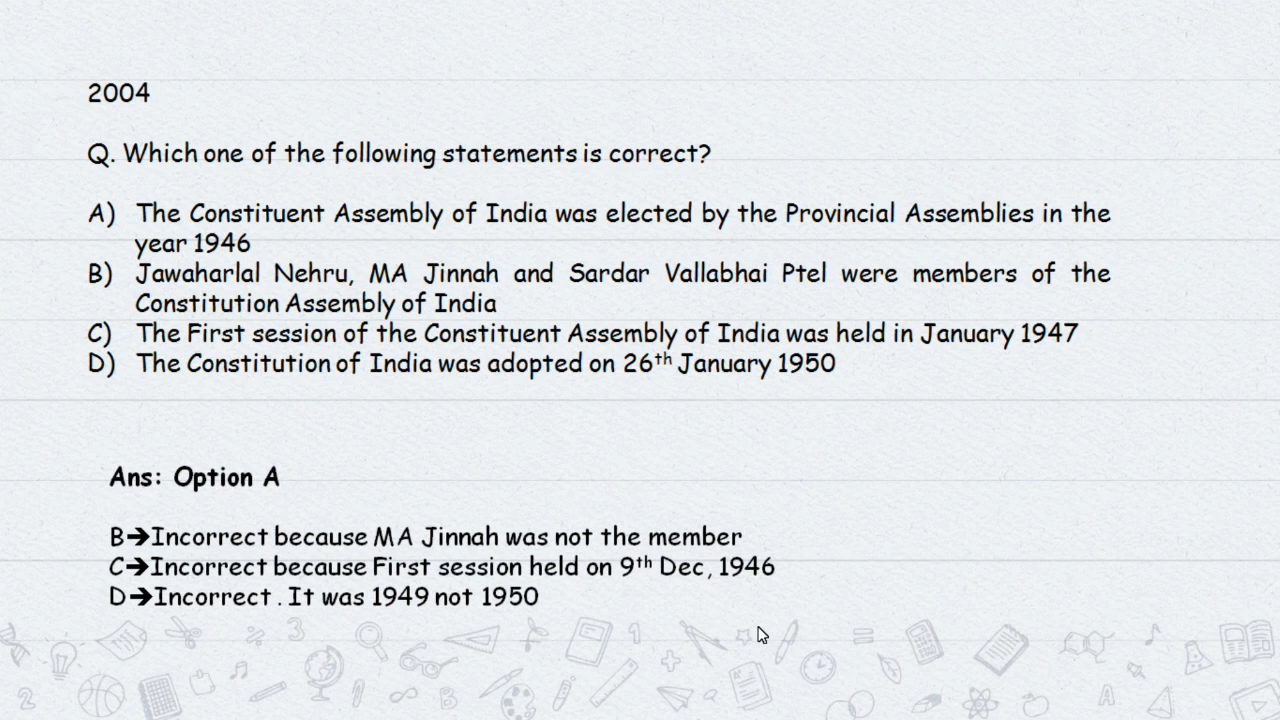 2004
Q. Which one of the following statements is correct?
A) The Constituent Assembly of India was elected by the Provincial Assemblies in the
year 1946
B) Jawaharlal Nehru, MA Jinnah and Sardar Vallabhai Ptel were members of the
Constitution Assembly of India
C) The First session of the Constituent Assembly of India was held in January 1947
D) The Constitution of India was adopted on 26th January 1950
Ans: Option A
B➔Incorrect because MA Jinnah was not the member
C➔Incorrect because First session held on 9th Dec, 1946
D➔Incorrect . It was 1949 not 1950